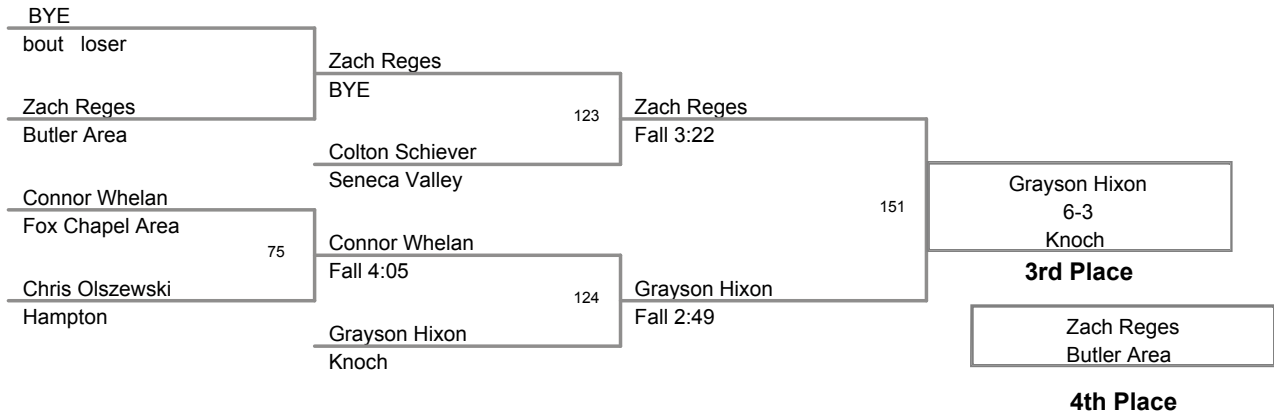 BYE
bout loser
Zach Reges
BYE
Zach Reges
Butler Area
123
Zach Reges
Fall 3:22
Colton Schiever
Seneca Valley
Connor Whelan
Fox Chapel Area
75
Connor Whelan
Fall 4:05
Chris Olszewski
Hampton
124
Grayson Hixon
Fall 2:49
Grayson Hixon
Knoch
151
Grayson Hixon
6-3
Knoch
3rd Place
Zach Reges
Butler Area
4th Place